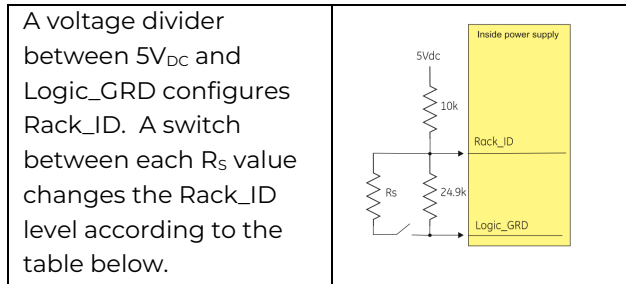 A voltage divider
between 5VDC and
Logic_GRD configures
Rack_ID.  A switch
between each RS value
changes the Rack_ID
level according to the
table below.
Inside power supply
5Vdc
10k
Rack_ID
Rs
24.9k
Logic_GRD